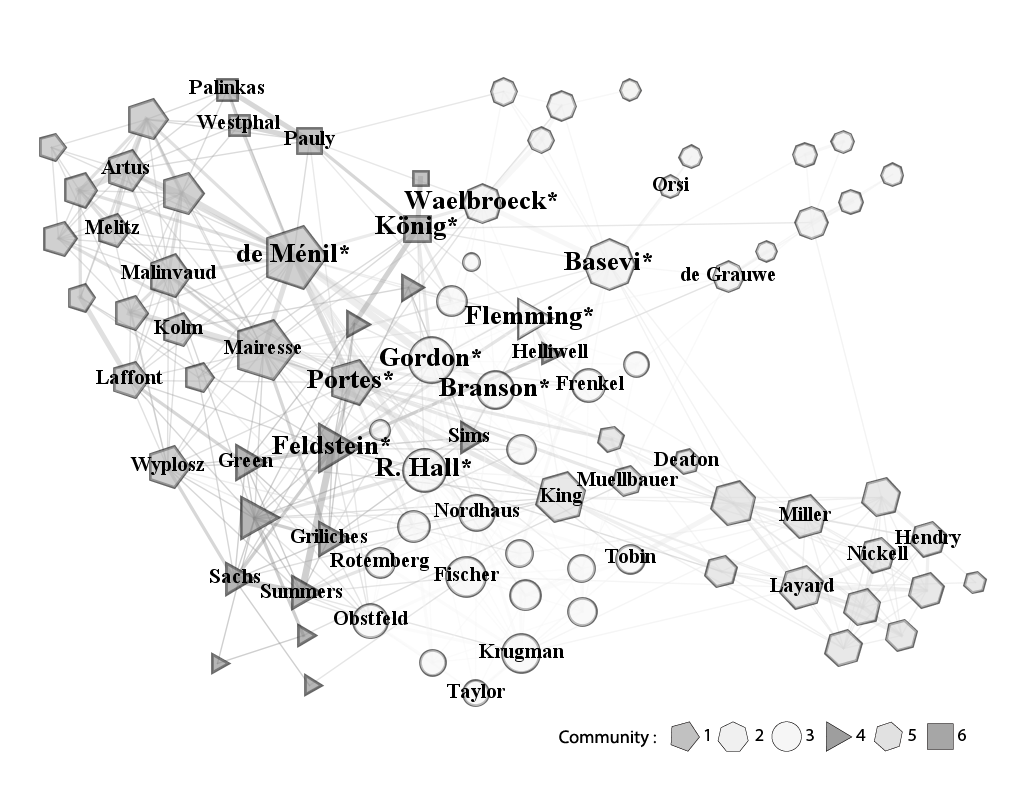 Palinkas
Westphal
Pauly
Artus
Orsi
Waelbroeck*
König*
Melitz
de Ménil*
Basevi*
Malinvaud
de Grauwe
Flemming*
Kolm
Mairesse
Helliwell
Gordon*
Laffont
Portes*
Branson*
Frenkel
Sims
Feldstein*
Wyplosz
Green
R. Hall*
Deaton
Muellbauer
King
Nordhaus
Miller
Griliches
Hendry
Nickell
Rotemberg
Tobin
Sachs
Fischer
Summers
Layard
Obstfeld
Krugman
Taylor
Community : 1 2 3 4 5 6